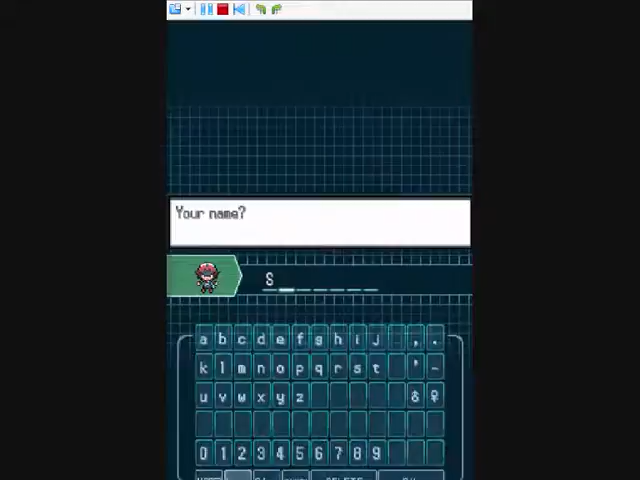 Your name?
S
a b c d e f g h i j , .
k l m n o p q r s t ' -
u v w x y z ♂ ♀
0 1 2 3 4 5 6 7 8 9